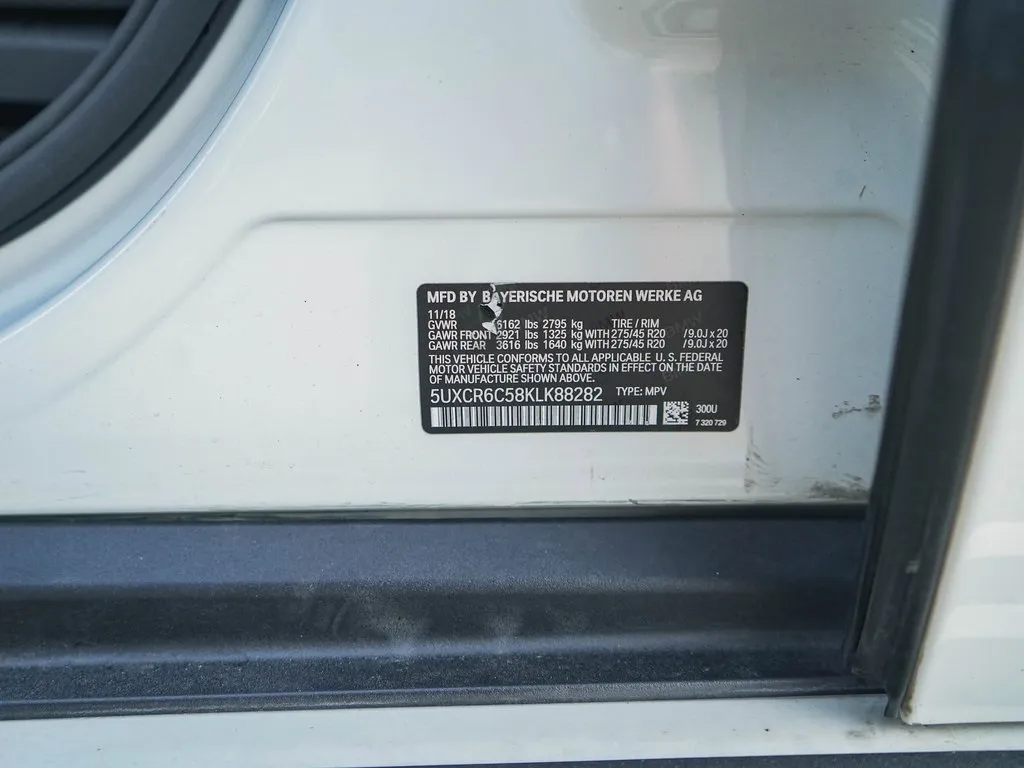 MFD BY BAYERISCHE MOTOREN WERKE AG
11/18
GVWR 6162 lbs 2795 kg TIRE / RIM
GAWR FRONT 2921 lbs 1325 kg WITH 275/45 R20 /9.0J x 20
GAWR REAR 3616 lbs 1640 kg WITH 275/45 R20 /9.0J x 20
THIS VEHICLE CONFORMS TO ALL APPLICABLE U.S. FEDERAL
MOTOR VEHICLE SAFETY STANDARDS IN EFFECT ON THE DATE
OF MANUFACTURE SHOWN ABOVE.
5UXCR6C58KLK88282 TYPE: MPV
300U
7 320 729